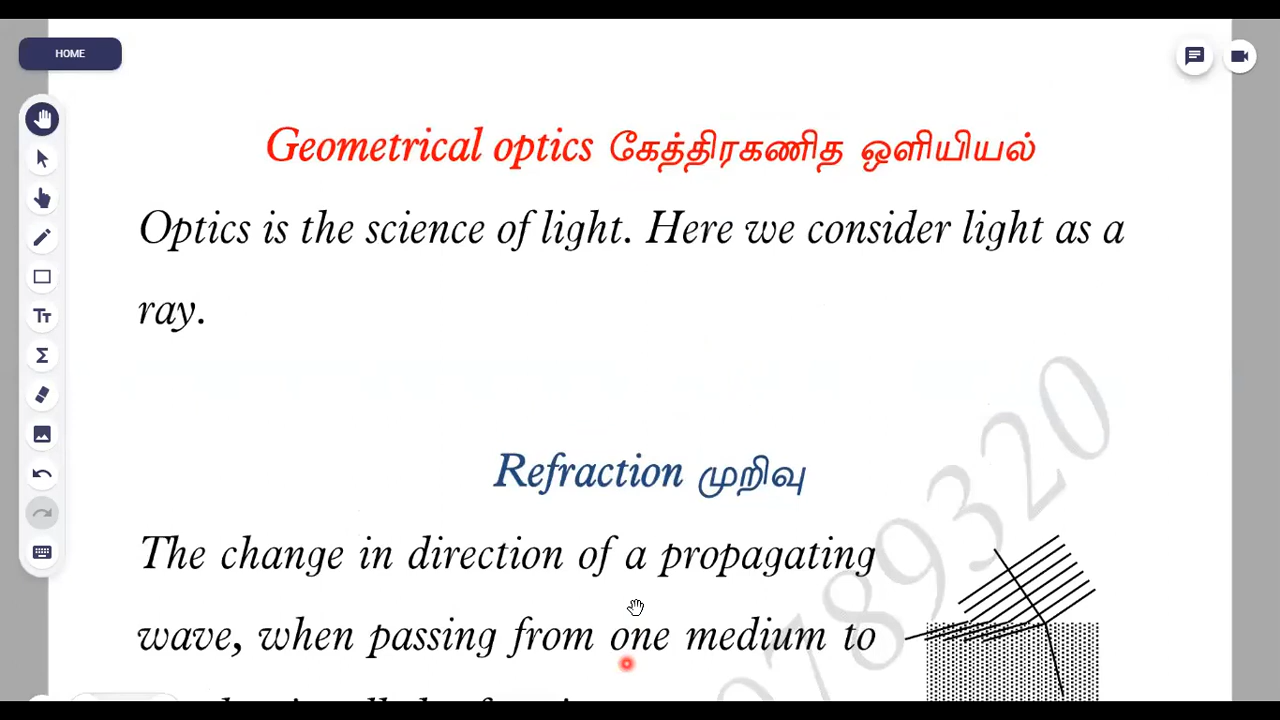 HOME
Geometrical optics கேத்திரகணித ஒளியியல்
Optics is the science of light. Here we consider light as a
ray.
Refraction முறிவு
The change in direction of a propagating
wave, when passing from one medium to
789320